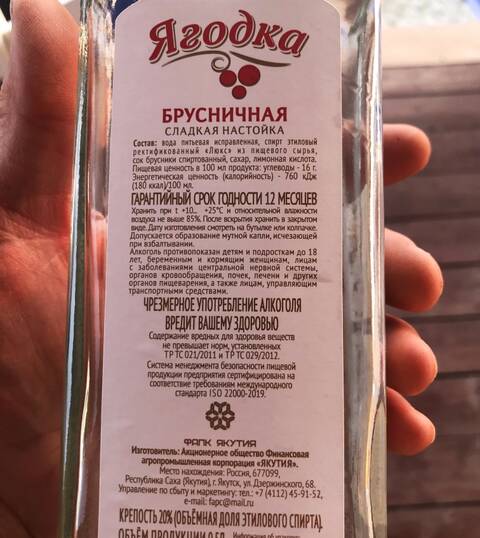 Ягодка
БРУСНИЧНАЯ
СЛАДКАЯ НАСТОЙКА
Состав: вода питьевая исправленная, спирт этиловый
ректификованный «Люкс» из пищевого сырья,
сок брусники спиртованный, сахар, лимонная кислота.
Пищевая ценность в 100 мл продукта: углеводы - 16 г.
Энергетическая ценность (калорийность) - 760 кДж
(180 ккал)/100 мл.
ГАРАНТИЙНЫЙ СРОК ГОДНОСТИ 12 МЕСЯЦЕВ
Хранить при t +10... +25°С и относительной влажности
воздуха не выше 85%. После вскрытия хранить в закрытом
виде. Дату изготовления смотреть на бутылке или колпачке.
Допускается образование мутной капли, исчезающей
при взбалтывании.
Алкоголь противопоказан детям и подросткам до 18
лет, беременным и кормящим женщинам, лицам
с заболеваниями центральной нервной системы,
органов кровообращения, почек, печени и других
органов пищеварения, а также лицам, управляющим
транспортными средствами.
ЧРЕЗМЕРНОЕ УПОТРЕБЛЕНИЕ АЛКОГОЛЯ
ВРЕДИТ ВАШЕМУ ЗДОРОВЬЮ
Содержание вредных для здоровья веществ
не превышает норм, установленных
ТР ТС 021/2011 и ТР ТС 029/2012.
Система менеджмента безопасности пищевой
продукции предприятия сертифицирована на
соответствие требованиям международного
стандарта ISO 22000-2019.
ФАПК ЯКУТИЯ
Изготовитель: Акционерное общество Финансовая
агропромышленная корпорация «ЯКУТИЯ».
Место нахождения: Россия, 677099,
Республика Саха (Якутия), г. Якутск, ул. Дзержинского, 68.
Управление по сбыту и маркетингу: тел.: +7 (4112) 45-91-52,
e-mail: fapc@mail.ru
КРЕПОСТЬ 20% (ОБЪЁМНАЯ ДОЛЯ ЭТИЛОВОГО СПИРТА).
ОБЪЁМ ПРОДУКЦИИ 0,5 Л